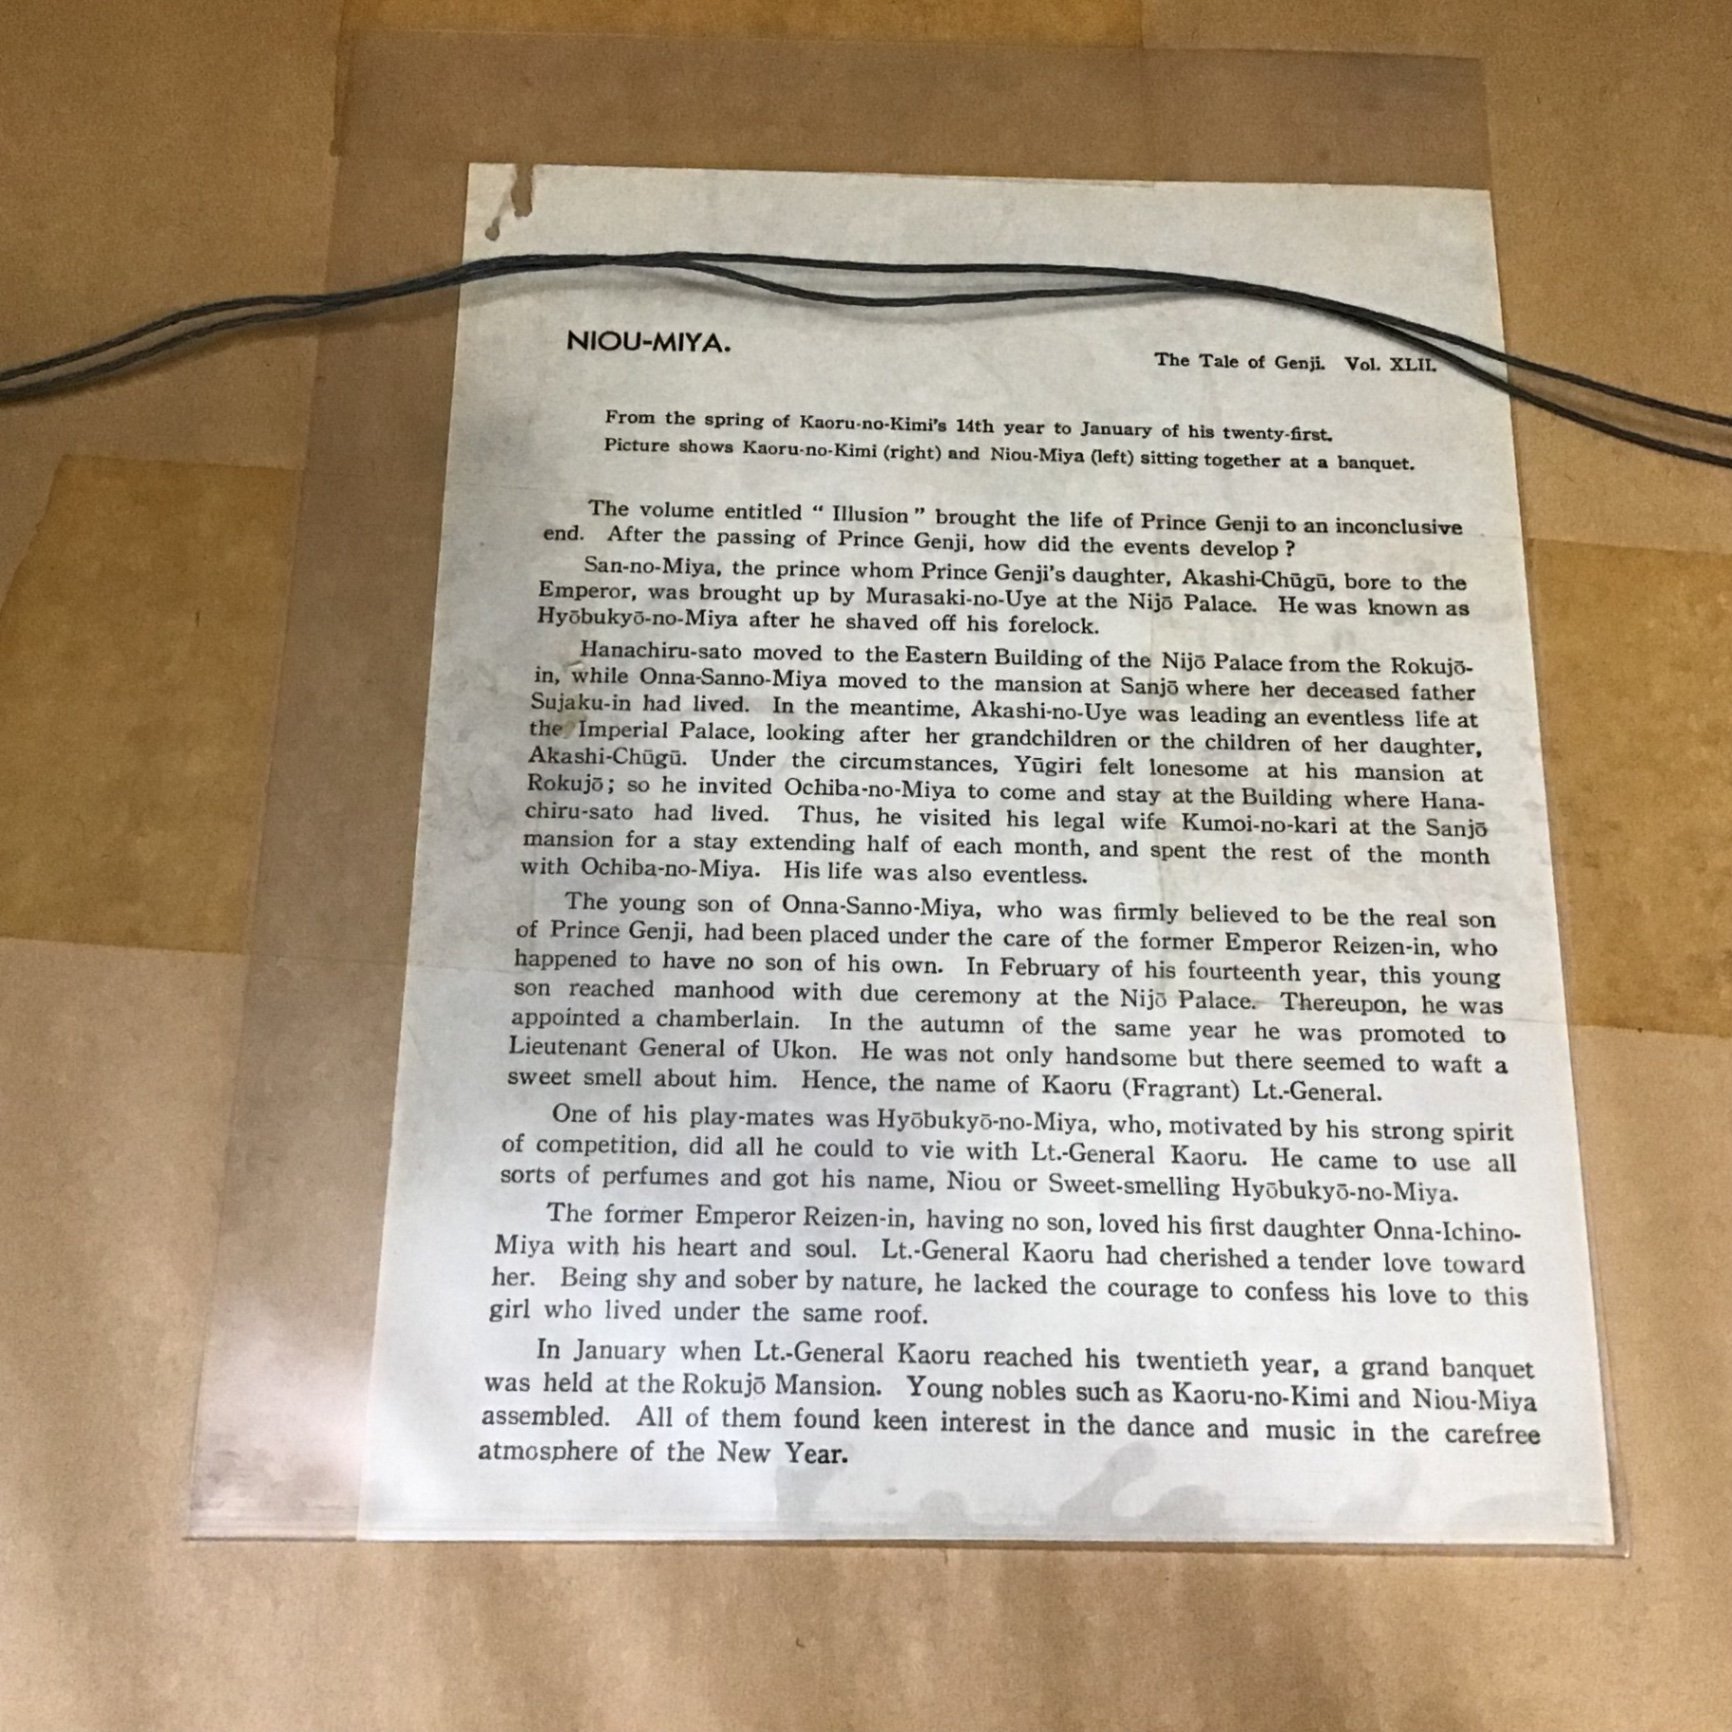 NIOU-MIYA.
The Tale of Genji. Vol. XLII.
From the spring of Kaoru-no-Kimi's 14th year to January of his twenty-first.
Picture shows Kaoru-no-Kimi (right) and Niou-Miya (left) sitting together at a banquet.
The volume entitled “ Illusion ” brought the life of Prince Genji to an inconclusive
end. After the passing of Prince Genji, how did the events develop ?
San-no-Miya, the prince whom Prince Genji's daughter, Akashi-Chūgū, bore to the
Emperor, was brought up by Murasaki-no-Uye at the Nijō Palace. He was known as
Hyōbukyō-no-Miya after he shaved off his forelock.
Hanachiru-sato moved to the Eastern Building of the Nijō Palace from the Rokujō-
in, while Onna-Sanno-Miya moved to the mansion at Sanjō where her deceased father
Sujaku-in had lived. In the meantime, Akashi-no-Uye was leading an eventless life at
the Imperial Palace, looking after her grandchildren or the children of her daughter,
Akashi-Chūgū. Under the circumstances, Yūgiri felt lonesome at his mansion at
Rokujō; so he invited Ochiba-no-Miya to come and stay at the Building where Hana-
chiru-sato had lived. Thus, he visited his legal wife Kumoi-no-kari at the Sanjō
mansion for a stay extending half of each month, and spent the rest of the month
with Ochiba-no-Miya. His life was also eventless.
The young son of Onna-Sanno-Miya, who was firmly believed to be the real son
of Prince Genji, had been placed under the care of the former Emperor Reizen-in, who
happened to have no son of his own. In February of his fourteenth year, this young
son reached manhood with due ceremony at the Nijō Palace. Thereupon, he was
appointed a chamberlain. In the autumn of the same year he was promoted to
Lieutenant General of Ukon. He was not only handsome but there seemed to waft a
sweet smell about him. Hence, the name of Kaoru (Fragrant) Lt.-General.
One of his play-mates was Hyōbukyō-no-Miya, who, motivated by his strong spirit
of competition, did all he could to vie with Lt.-General Kaoru. He came to use all
sorts of perfumes and got his name, Niou or Sweet-smelling Hyōbukyō-no-Miya.
The former Emperor Reizen-in, having no son, loved his first daughter Onna-Ichino-
Miya with his heart and soul. Lt.-General Kaoru had cherished a tender love toward
her. Being shy and sober by nature, he lacked the courage to confess his love to this
girl who lived under the same roof.
In January when Lt.-General Kaoru reached his twentieth year, a grand banquet
was held at the Rokujō Mansion. Young nobles such as Kaoru-no-Kimi and Niou-Miya
assembled. All of them found keen interest in the dance and music in the carefree
atmosphere of the New Year.